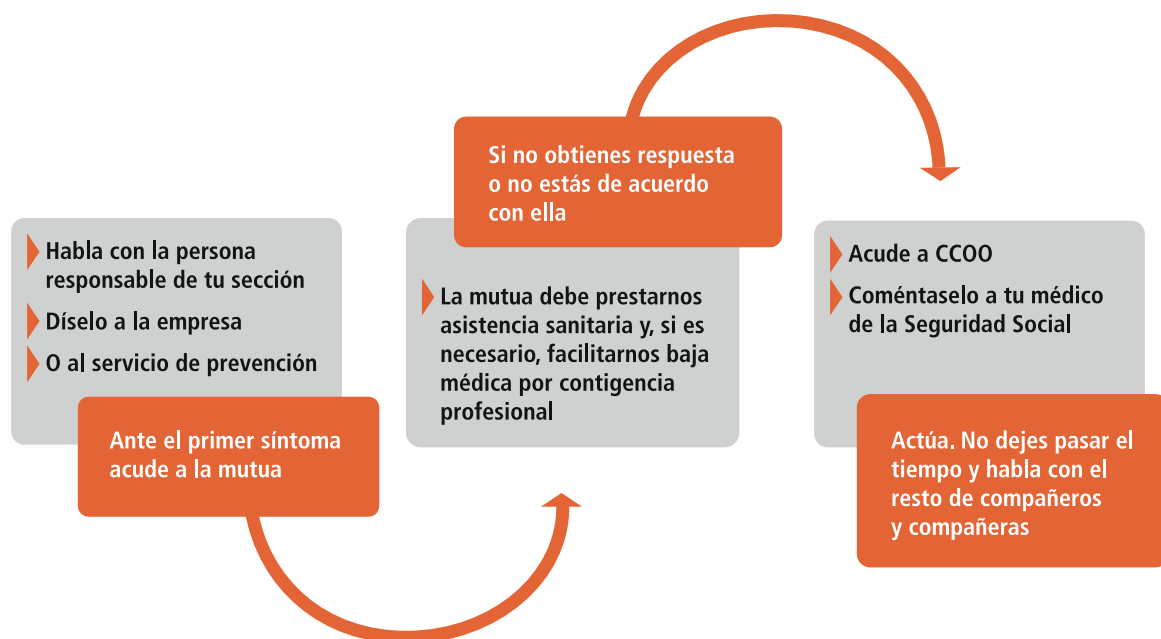 Habla con la persona
responsable de tu sección
Díselo a la empresa
O al servicio de prevención
Ante el primer síntoma
acude a la mutua
Si no obtienes respuesta
o no estás de acuerdo
con ella
La mutua debe prestarnos
asistencia sanitaria y, si es
necesario, facilitarnos baja
médica por contigencia
profesional
Acude a CCOO
Coméntaselo a tu médico
de la Seguridad Social
Actúa. No dejes pasar el
tiempo y habla con el
resto de compañeros
y compañeras